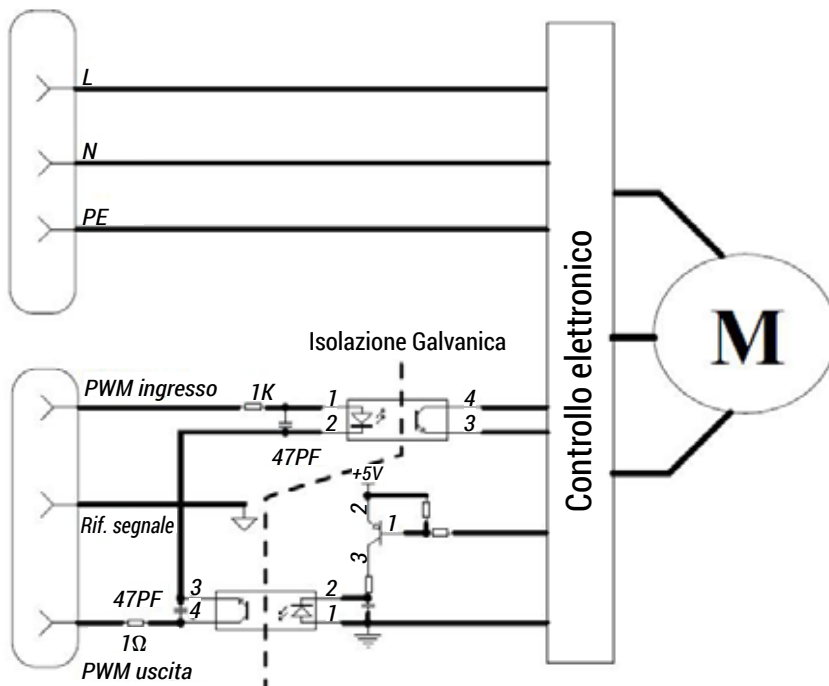 L
N
PE
Isolazione Galvanica
PWM ingresso
1K
1
4
2
3
47PF
+5V
2
1
Rif. segnale
3
47PF
3
2
4
1
1Ω
PWM uscita
Controllo elettronico
M